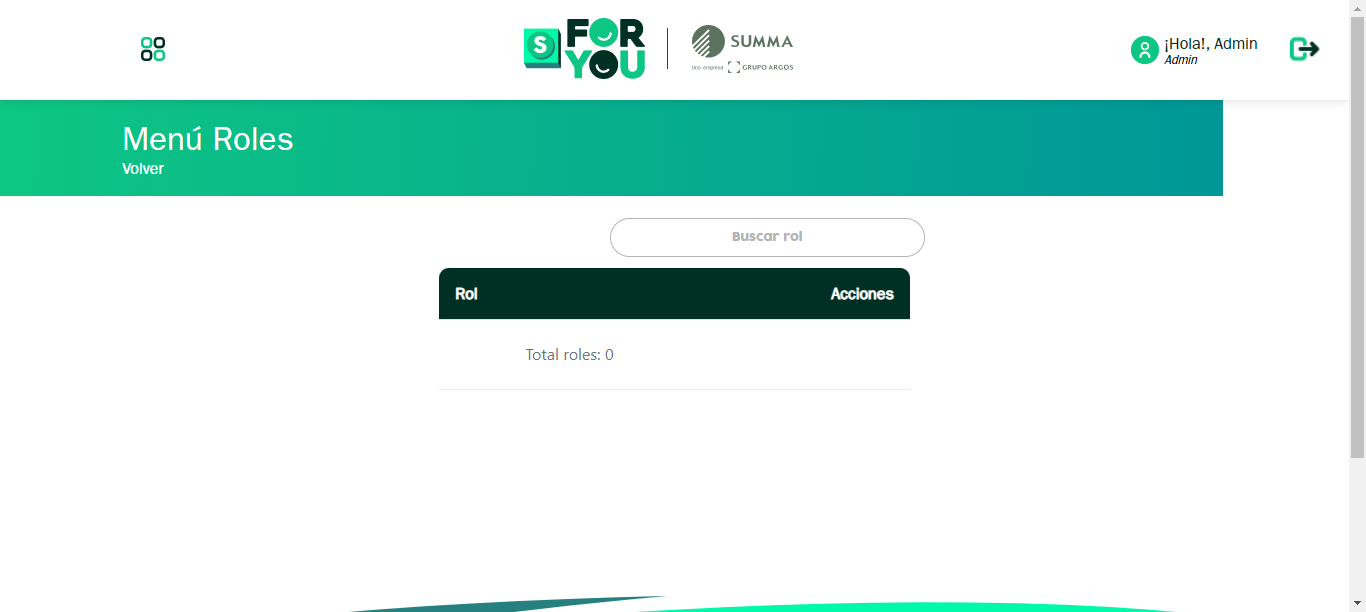 S FOR
YOU
SUMMA
Una empresa GRUPO ARGOS
¡Hola!, Admin
Admin
Menú Roles
Volver
Buscar rol
Rol Acciones
Total roles: 0